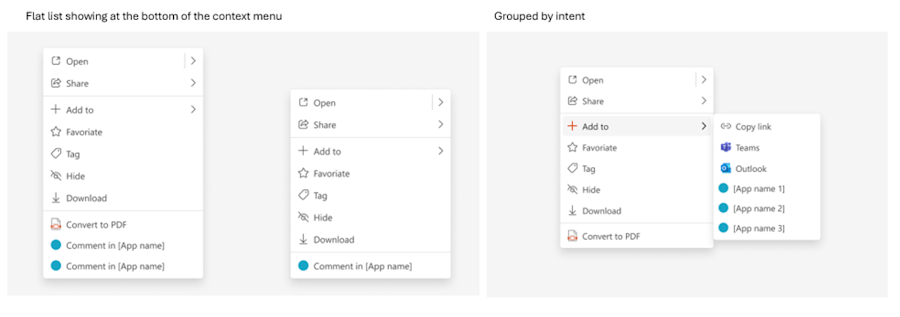 Flat list showing at the bottom of the context menu
Open
Share
Add to
Favoriate
Tag
Hide
Download
Convert to PDF
Comment in [App name]
Comment in [App name]
Open
Share
Add to
Favoriate
Tag
Hide
Download
Comment in [App name]
Grouped by intent
Open
Share
Add to
Favoriate
Tag
Hide
Download
Convert to PDF
Copy link
Teams
Outlook
[App name 1]
[App name 2]
[App name 3]